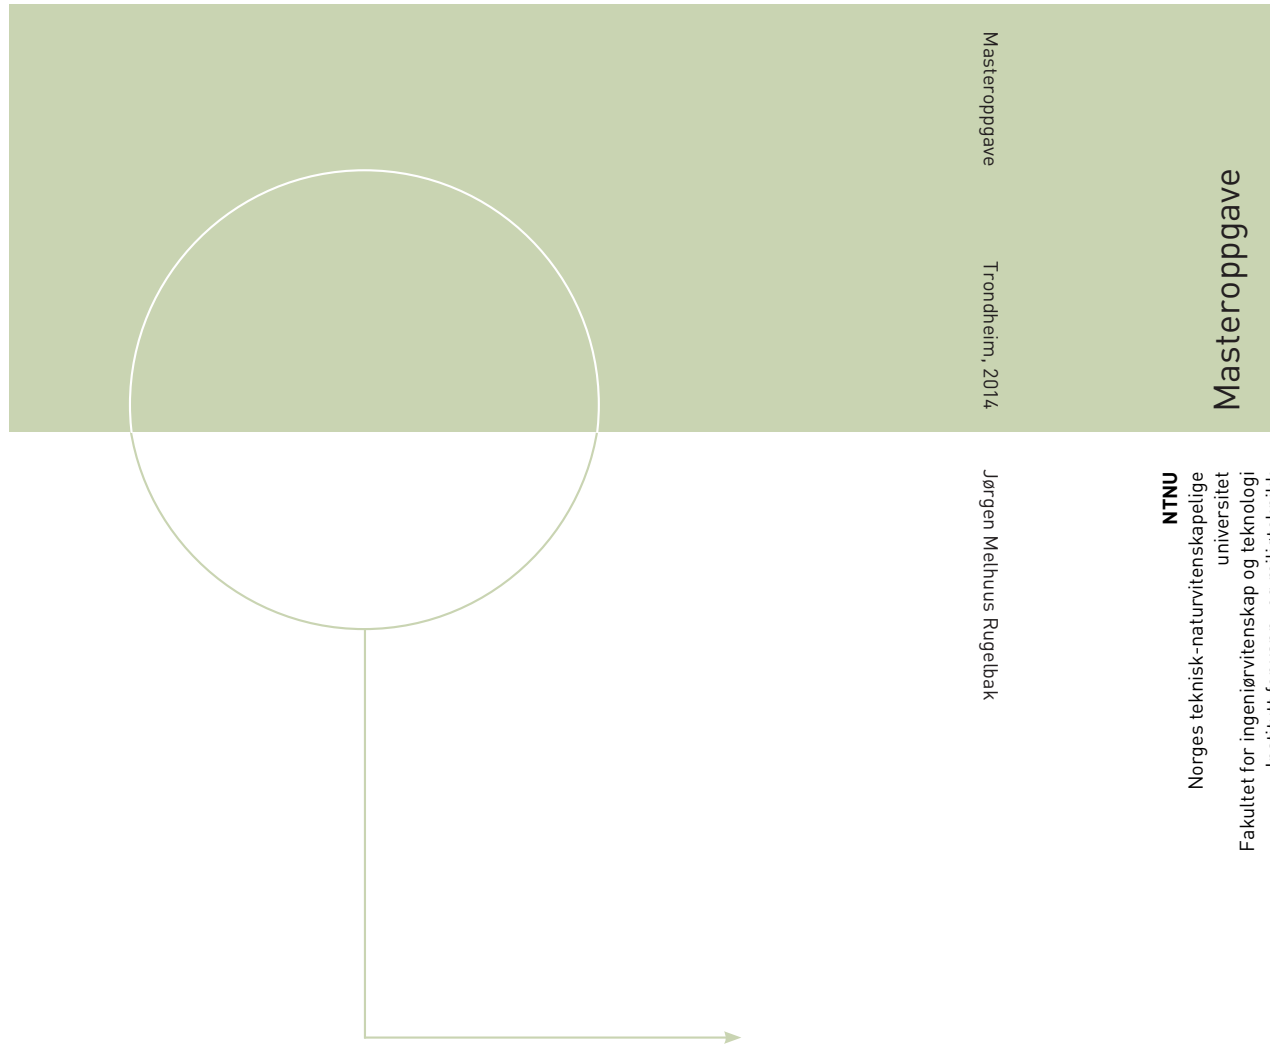 Masteroppgave
Trondheim, 2014
Jørgen Melhuus Rugelbak
Masteroppgave
NTNU
Norges teknisk-naturvitenskapelige
universitet
Fakultet for ingeniørvitenskap og teknologi